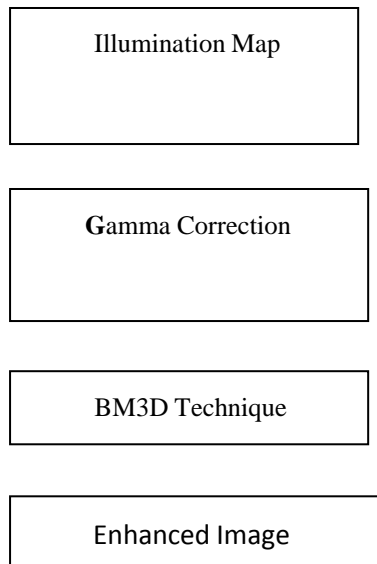 Illumination Map
Gamma Correction
BM3D Technique
Enhanced Image